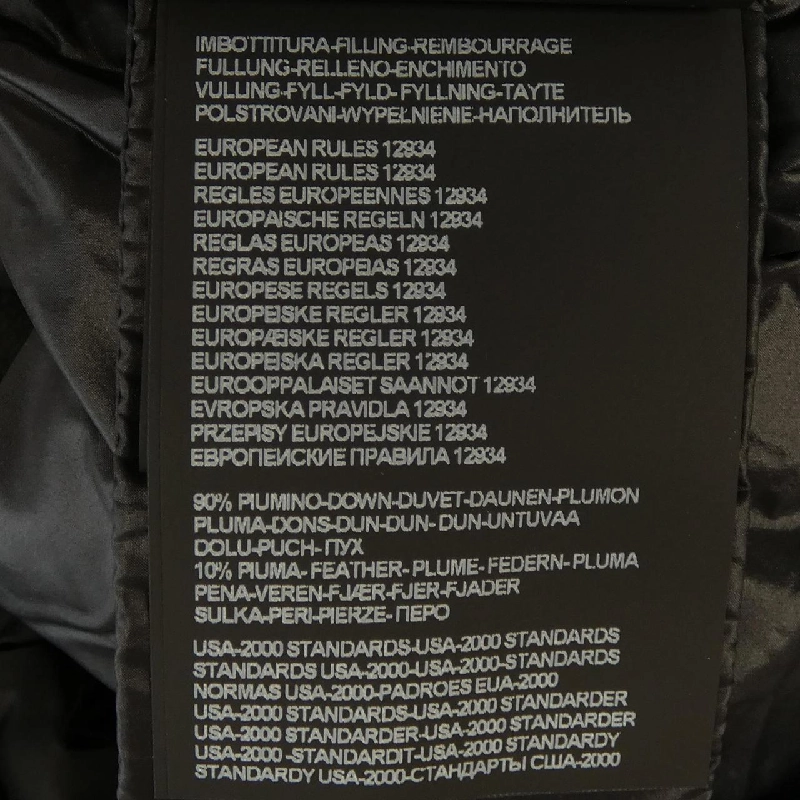 IMBOTTITURA-FILLING-REMBOURRAGE
FULLUNG-RELLENO-ENCHIMENTO
VULLING-FYLL-FYLD- FYLLNING-TAYTE
POLSTROVANI-WYPEŁNIENIE-НАПОЛНИТЕЛЬ
EUROPEAN RULES 12934
EUROPEAN RULES 12934
REGLES EUROPEENNES 12934
EUROPAISCHE REGELN 12934
REGLAS EUROPEAS 12934
REGRAS EUROPEIAS 12934
EUROPESE REGELS 12934
EUROPEISKE REGLER 12934
EUROPÆISKE REGLER 12934
EUROPEISKA REGLER 12934
EUROOPPALAISET SAANNOT 12934
EVROPSKA PRAVIDLA 12934
PRZEPISY EUROPEJSKIE 12934
ЕВРОПЕИСКИЕ ПРАВИЛА 12934
90% PIUMINO-DOWN-DUVET-DAUNEN-PLUMON
PLUMA-DONS-DUN-DUN- DUN-UNTUVAA
DOLU-PUCH- ПУХ
10% PIUMA- FEATHER- PLUME- FEDERN- PLUMA
PENA-VEREN-FJÆR-FJER-FJADER
SULKA-PERI-PIERZE- ПЕРО
USA-2000 STANDARDS-USA-2000 STANDARDS
STANDARDS USA-2000-USA-2000-STANDARDS
NORMAS USA-2000-PADROES EUA-2000
USA-2000 STANDARDS-USA-2000 STANDARDER
USA-2000 STANDARDER-USA-2000 STANDARDER
USA-2000 -STANDARDIT-USA-2000 STANDARDY
STANDARDY USA-2000-СТАНДАРТЫ США-2000